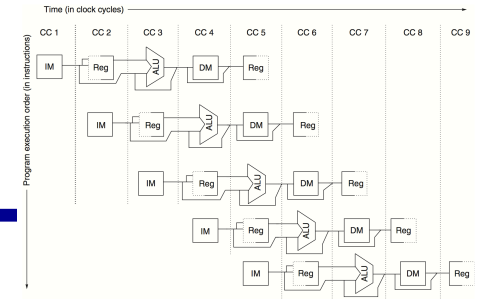 Time (in clock cycles)
CC 1 CC 2 CC 3 CC 4 CC 5 CC 6 CC 7 CC 8 CC 9
Program execution order (in instructions)
IM Reg ALU DM Reg
IM Reg ALU DM Reg
IM Reg ALU DM Reg
IM Reg ALU DM Reg
IM Reg ALU DM Reg